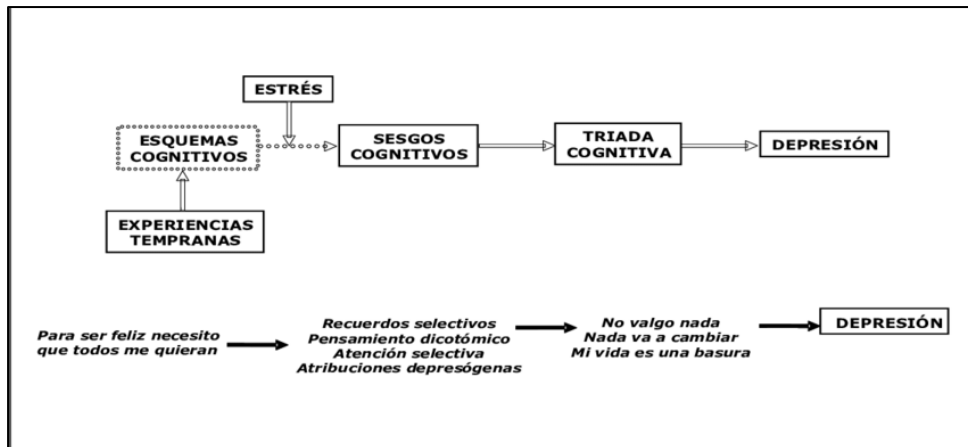 ESTRÉS
ESQUEMAS
COGNITIVOS
SESGOS
COGNITIVOS
TRIADA
COGNITIVA
DEPRESIÓN
EXPERIENCIAS
TEMPRANAS
Para ser feliz necesito
que todos me quieran
Recuerdos selectivos
Pensamiento dicotómico
Atención selectiva
Atribuciones depresógenas
No valgo nada
Nada va a cambiar
Mi vida es una basura
DEPRESIÓN